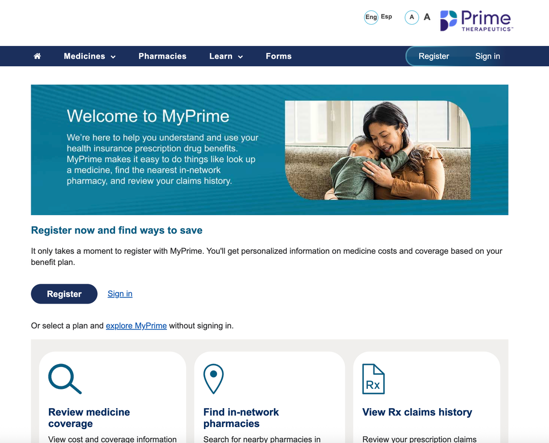 Eng Esp A A Prime
THERAPEUTICS
Medicines Pharmacies Learn Forms Register Sign in
Welcome to MyPrime
We're here to help you understand and use your
health insurance prescription drug benefits.
MyPrime makes it easy to do things like look up
a medicine, find the nearest in-network
pharmacy, and review your claims history.
Register now and find ways to save
It only takes a moment to register with MyPrime. You'll get personalized information on medicine costs and coverage based on your
benefit plan.
Register Sign in
Or select a plan and explore MyPrime without signing in.
Rx
Review medicine
coverage
View cost and coverage information
Find in-network
pharmacies
Search for nearby pharmacies in
View Rx claims history
Review your prescription claims